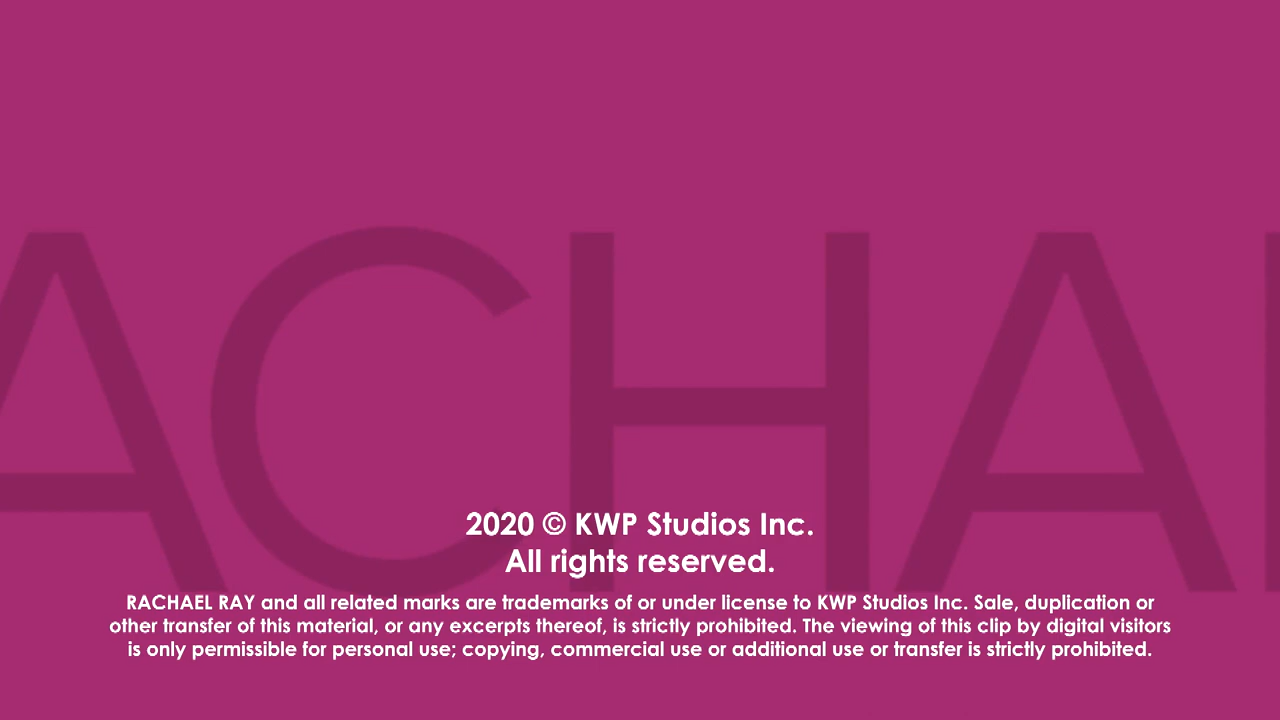 ACHA
2020 © KWP Studios Inc.
All rights reserved.
RACHAEL RAY and all related marks are trademarks of or under license to KWP Studios Inc. Sale, duplication or
other transfer of this material, or any excerpts thereof, is strictly prohibited. The viewing of this clip by digital visitors
is only permissible for personal use; copying, commercial use or additional use or transfer is strictly prohibited.